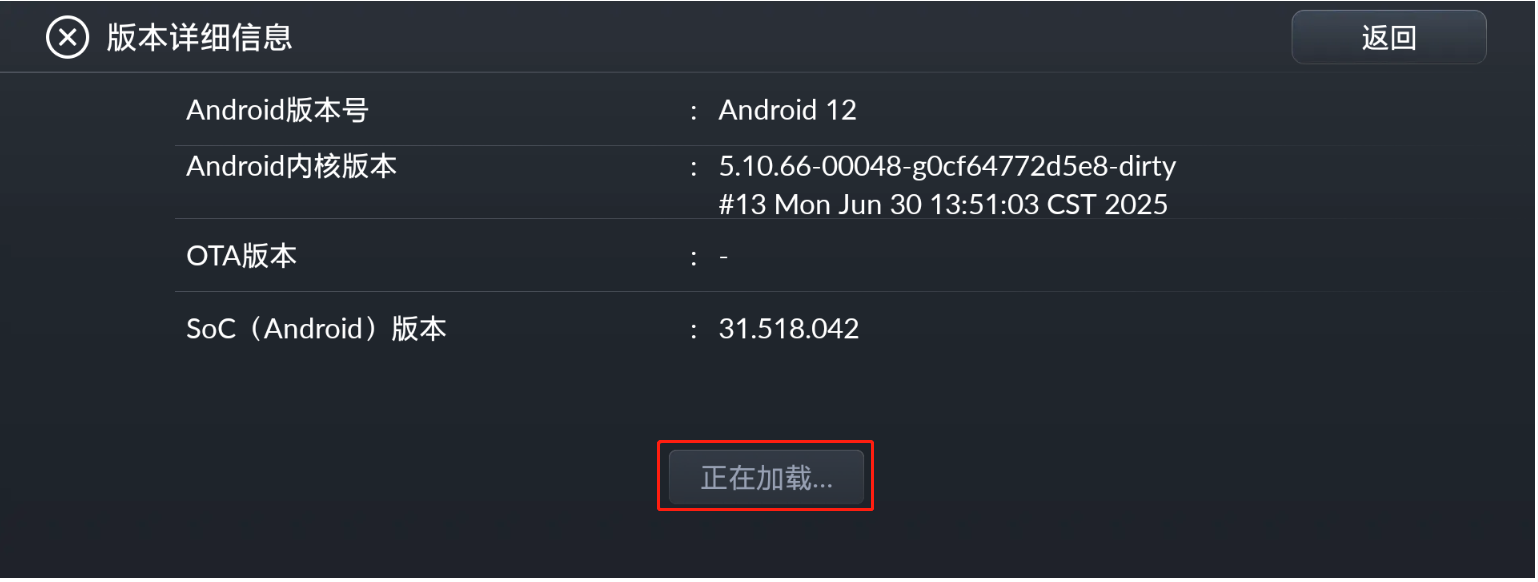 版本详细信息
返回
Android版本号 : Android 12
Android内核版本 : 5.10.66-00048-g0cf64772d5e8-dirty
#13 Mon Jun 30 13:51:03 CST 2025
OTA版本 : -
SoC（Android）版本 : 31.518.042
正在加载...